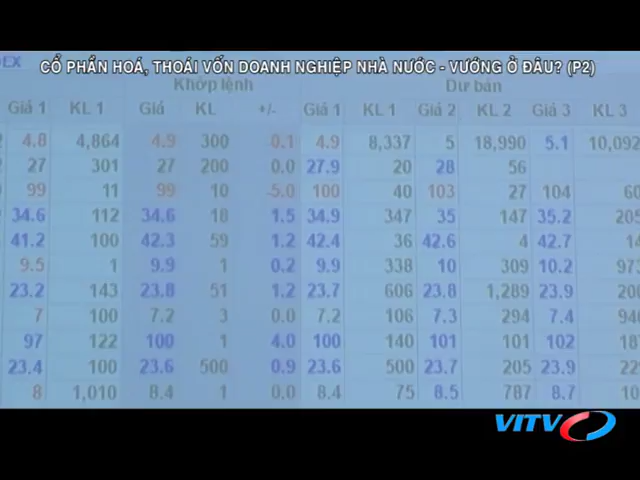 DEX
CỔ PHẦN HOÁ, THOÁI VỐN DOANH NGHIỆP NHÀ NƯỚC - VƯỚNG Ở ĐÂU? (P2)
Khớp lệnh Dư bán
Giá 1 KL 1 Giá KL +/- Giá 1 KL 1 Giá 2 KL 2 Giá 3 KL 3
4.8 4,864 4.9 300 -0.1 4.9 8,337 5 18,990 5.1 10,092
27 301 27 200 0.0 27.9 20 28 56
99 11 99 10 -5.0 100 40 103 27 104 60
34.6 112 34.6 18 1.5 34.9 347 35 147 35.2 205
41.2 100 42.3 59 1.2 42.4 36 42.6 4 42.7
9.5 1 9.9 1 0.2 9.9 338 10 309 10.2 973
23.2 143 23.8 51 1.2 23.7 606 23.8 1,289 23.9 200
7 100 7.2 3 0.0 7.2 106 7.3 294 7.4 940
97 122 100 1 4.0 100 140 101 101 102 187
23.4 100 23.6 500 0.9 23.6 500 23.7 205 23.9 225
8 1,010 8.4 1 0.0 8.4 75 8.5 787 8.7 10
VITV